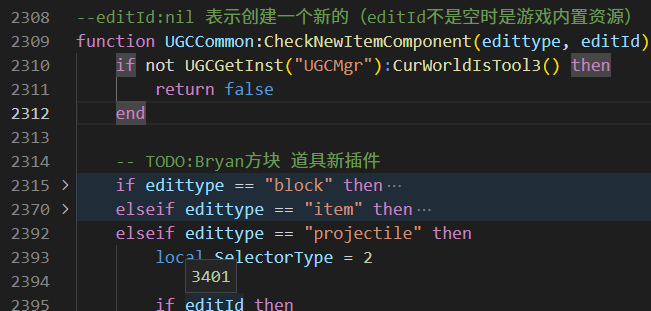 2308 --editId:nil 表示创建一个新的（editId不是空时是游戏内置资源）
2309 function UGCCommon:CheckNewItemComponent(edittype, editId)
2310 if not UGCGetInst("UGCMgr"):CurWorldIsTool3() then
2311 return false
2312 end
2313
2314 -- TODO:Bryan方块 道具新插件
2315 if edittype == "block" then···
2370 elseif edittype == "item" then···
2392 elseif edittype == "projectile" then
2393 local SelectorType = 2
2394 3401
2395 if editId then